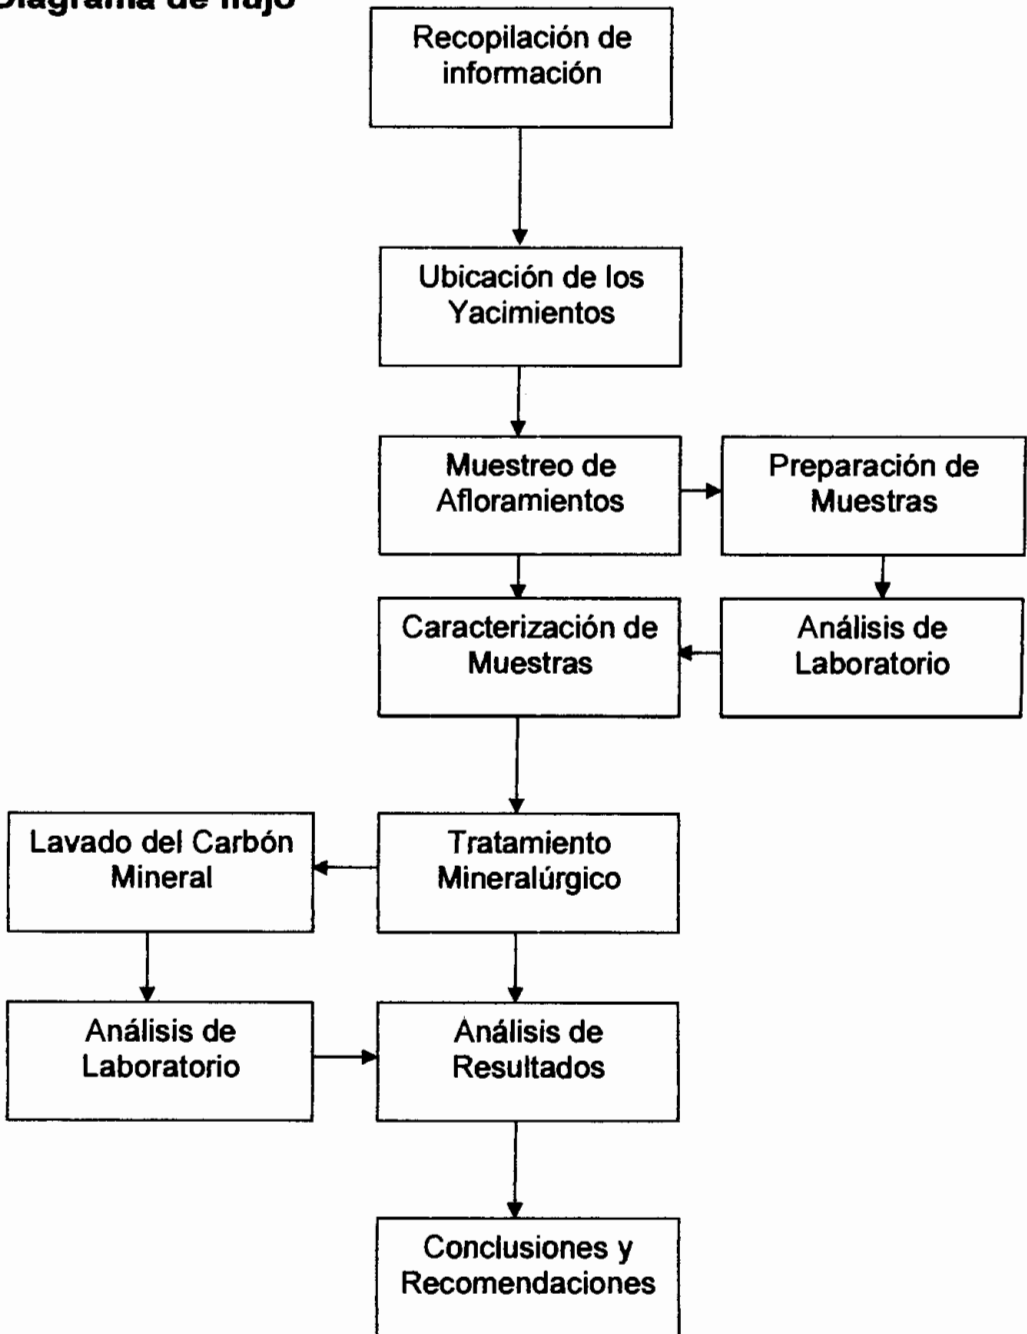 Diagrama de flujo
Recopilación de
información
Ubicación de los
Yacimientos
Muestreo de
Afloramientos
Preparación de
Muestras
Caracterización de
Muestras
Análisis de
Laboratorio
Lavado del Carbón
Mineral
Tratamiento
Mineralúrgico
Análisis de
Laboratorio
Análisis de
Resultados
Conclusiones y
Recomendaciones